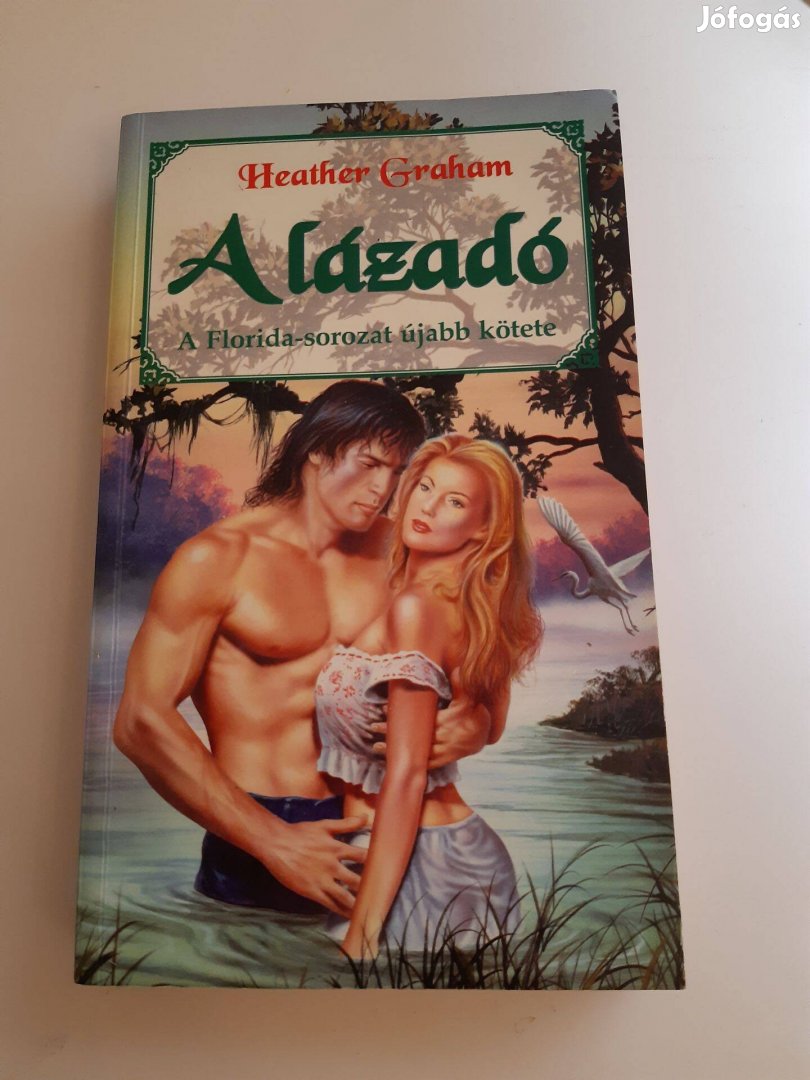 Jófogás
Heather Graham
A lázadó
A Florida-sorozat újabb kötete